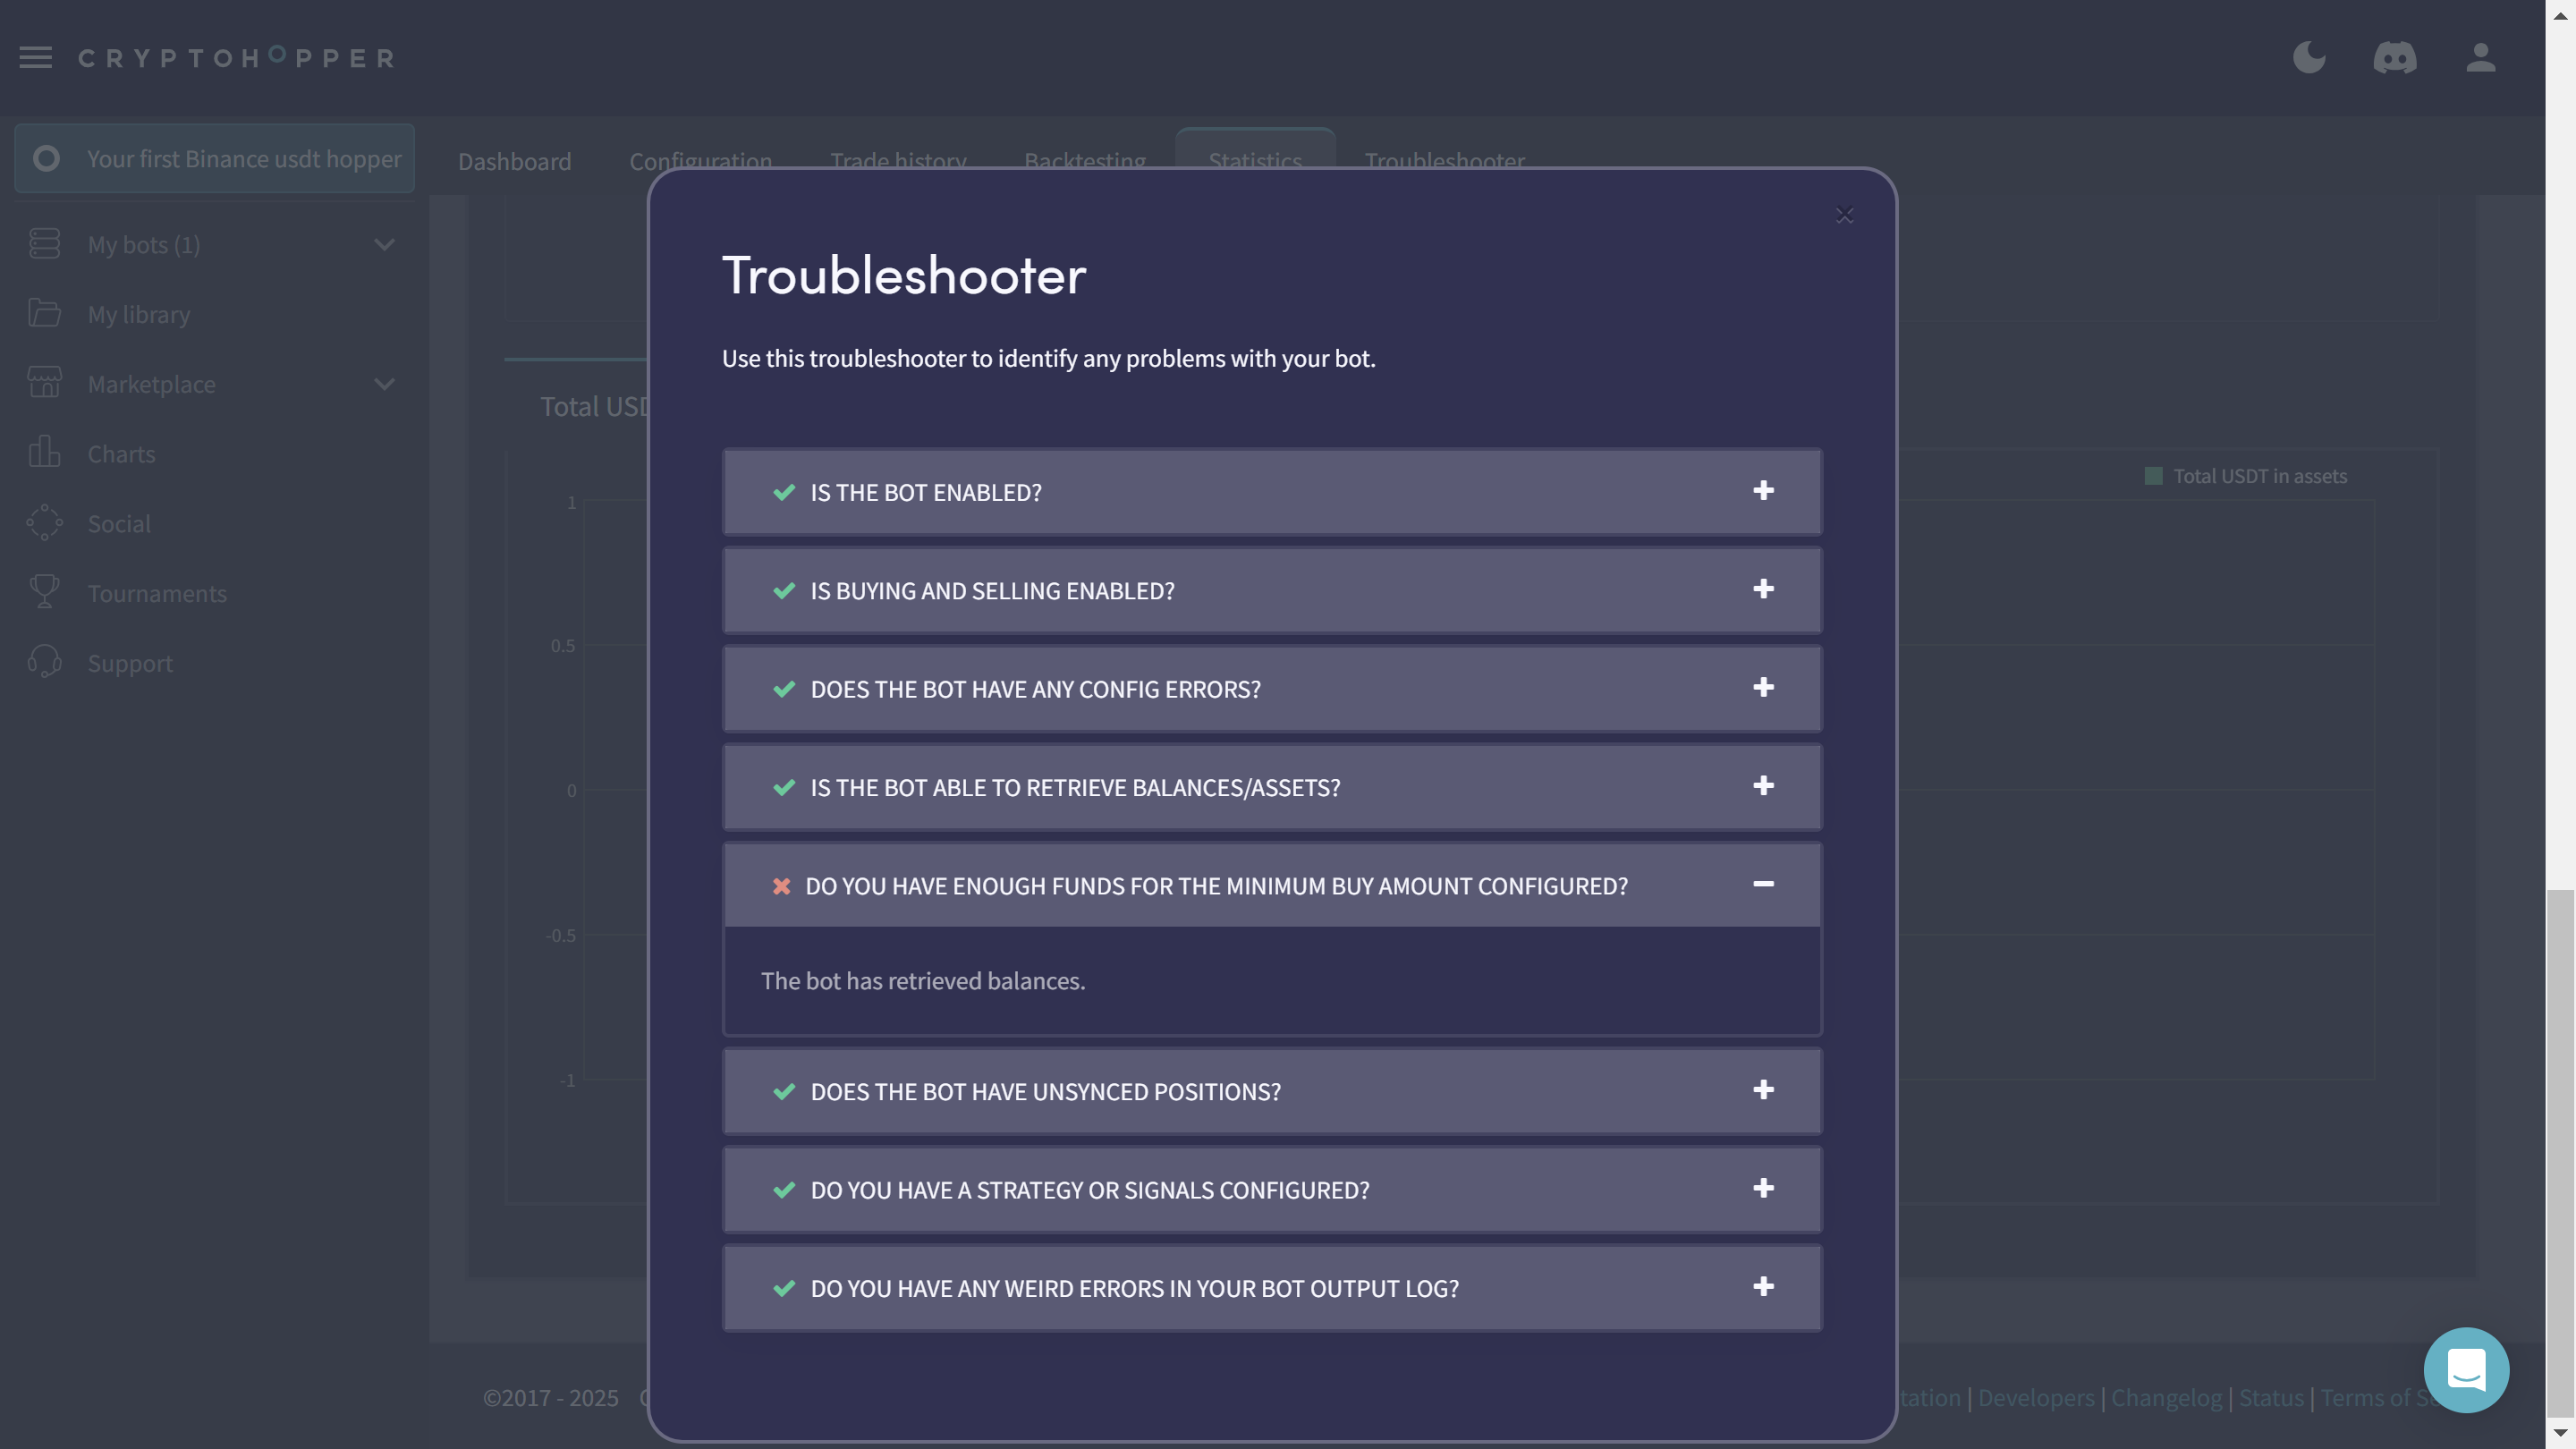 CRYPTOHOPPER
Your first Binance usdt hopper
Dashboard
Configuration
Trade history
Backtesting
Statistics
Troubleshooter
My bots (1)
My library
Marketplace
Charts
Social
Tournaments
Support
Total
Total USDT in assets
1
0.5
0
-0.5
-1
×
Troubleshooter
Use this troubleshooter to identify any problems with your bot.
IS THE BOT ENABLED?
IS BUYING AND SELLING ENABLED?
DOES THE BOT HAVE ANY CONFIG ERRORS?
IS THE BOT ABLE TO RETRIEVE BALANCES/ASSETS?
DO YOU HAVE ENOUGH FUNDS FOR THE MINIMUM BUY AMOUNT CONFIGURED?
The bot has retrieved balances.
DOES THE BOT HAVE UNSYNCED POSITIONS?
DO YOU HAVE A STRATEGY OR SIGNALS CONFIGURED?
DO YOU HAVE ANY WEIRD ERRORS IN YOUR BOT OUTPUT LOG?
©2017 - 2025
| Developers | Changelog | Status | Terms of